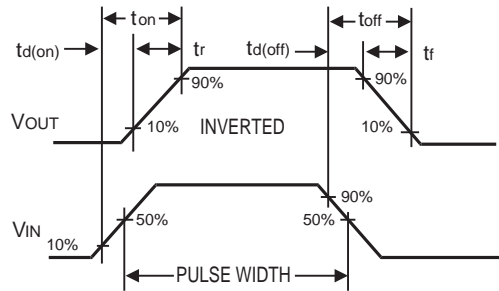 ton toff
td(on) tr td(off) tf
90% 90%
VOUT 10% INVERTED 10%
90%
VIN 50% 50%
10%
PULSE WIDTH